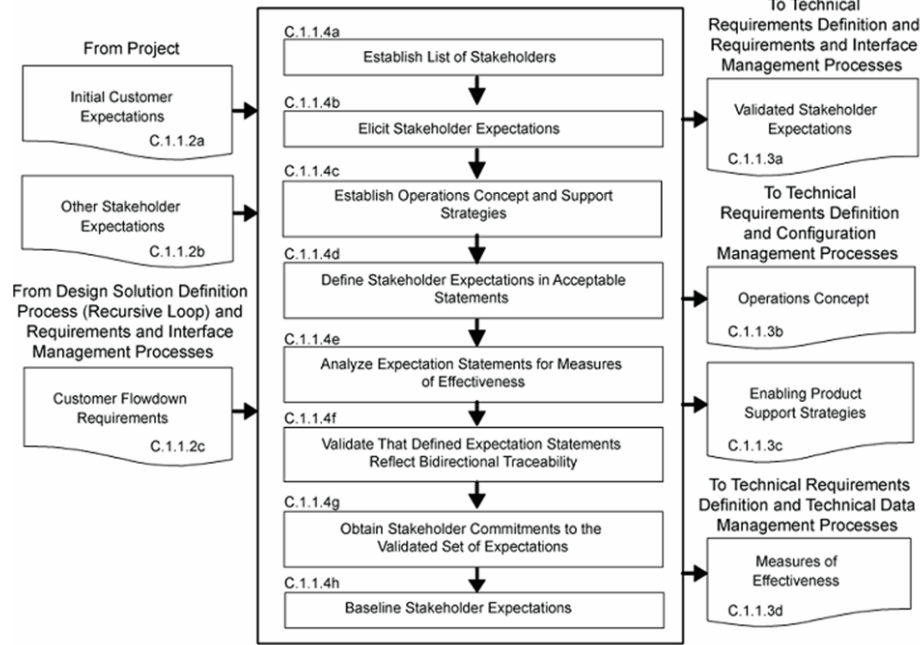 From Project
Initial Customer
Expectations
C.1.1.2a
Other Stakeholder
Expectations
C.1.1.2b
From Design Solution Definition
Process (Recursive Loop) and
Requirements and Interface
Management Processes
Customer Flowdown
Requirements
C.1.1.2c
C.1.1.4a
Establish List of Stakeholders
C.1.1.4b
Elicit Stakeholder Expectations
C.1.1.4c
Establish Operations Concept and Support
Strategies
C.1.1.4d
Define Stakeholder Expectations in Acceptable
Statements
C.1.1.4e
Analyze Expectation Statements for Measures
of Effectiveness
C.1.1.4f
Validate That Defined Expectation Statements
Reflect Bidirectional Traceability
C.1.1.4g
Obtain Stakeholder Commitments to the
Validated Set of Expectations
C.1.1.4h
Baseline Stakeholder Expectations
To Technical
Requirements Definition and
Requirements and Interface
Management Processes
Validated Stakeholder
Expectations
C.1.1.3a
To Technical
Requirements Definition
and Configuration
Management Processes
Operations Concept
C.1.1.3b
Enabling Product
Support Strategies
C.1.1.3c
To Technical Requirements
Definition and Technical Data
Management Processes
Measures of
Effectiveness
C.1.1.3d